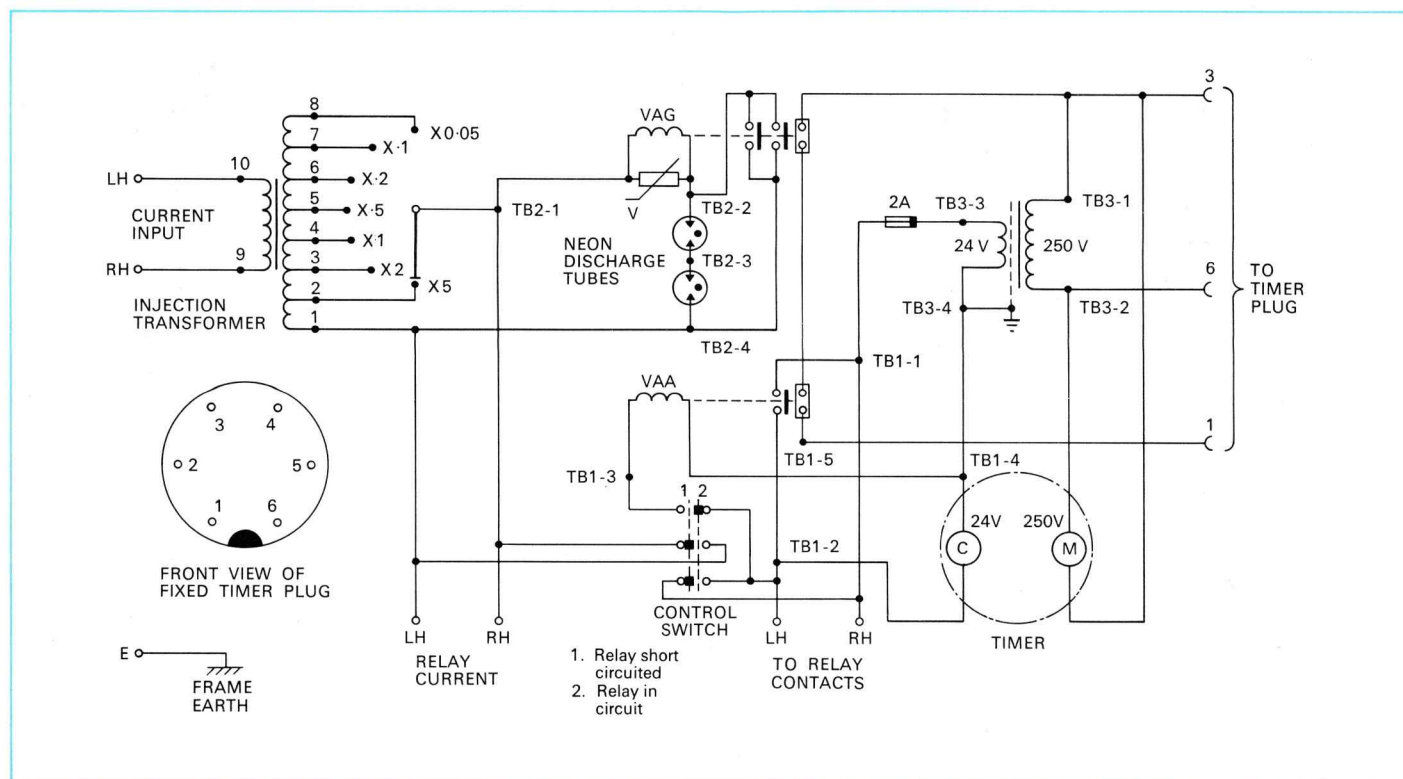 8
7
6
5
4
3
2
1
X0·05
X·1
X·2
X·5
X·1
X2
X5
LH
10
CURRENT
INPUT
RH
9
INJECTION
TRANSFORMER
VAG
V
TB2-1
TB2-2
NEON
DISCHARGE
TUBES
TB2-3
TB2-4
2A
TB3-3
TB3-1
24 V
250 V
TB3-4
TB3-2
3
6
1
TO
TIMER
PLUG
TB1-1
VAA
TB1-5
TB1-4
TB1-3
1 2
TB1-2
24V
250V
C
M
TIMER
CONTROL
SWITCH
1. Relay short
circuited
2. Relay in
circuit
LH
RH
RELAY
CURRENT
LH
RH
TO RELAY
CONTACTS
3
4
2
5
1
6
FRONT VIEW OF
FIXED TIMER PLUG
E
FRAME
EARTH